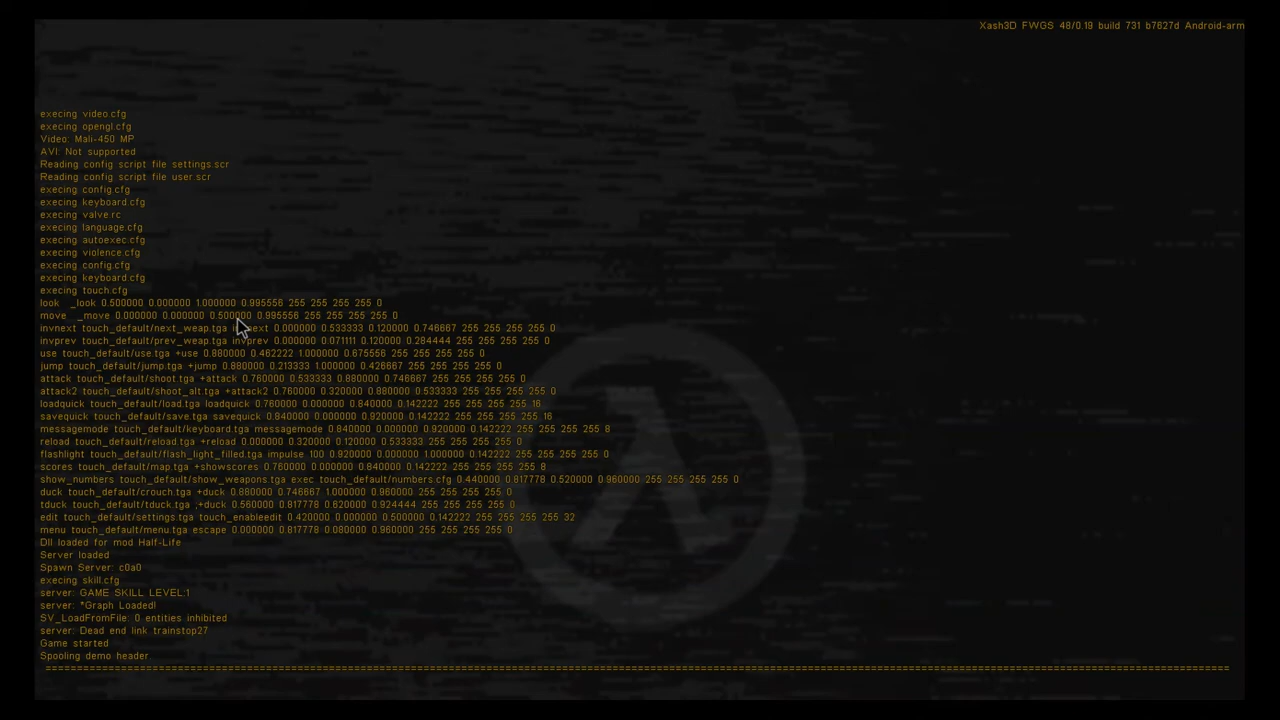 Xash3D FWGS 48/0.19 build 731 b7627d Android-arm
execing video.cfg
execing opengl.cfg
Video: Mali-450 MP
AVI: Not supported
Reading config script file settings.scr
Reading config script file user.scr
execing config.cfg
execing keyboard.cfg
execing valve.rc
execing language.cfg
execing autoexec.cfg
execing violence.cfg
execing config.cfg
execing keyboard.cfg
execing touch.cfg
look _look 0.500000 0.000000 1.000000 0.995556 255 255 255 255 0
move _move 0.000000 0.000000 0.500000 0.995556 255 255 255 255 0
invnext touch_default/next_weap.tga 0.000000 0.533333 0.120000 0.746667 255 255 255 255 0
invprev touch_default/prev_weap.tga invprev 0.000000 0.071111 0.120000 0.284444 255 255 255 255 0
use touch_default/use.tga +use 0.880000 0.462222 1.000000 0.675556 255 255 255 255 0
jump touch_default/jump.tga +jump 0.880000 0.213333 1.000000 0.426667 255 255 255 255 0
attack touch_default/shoot.tga +attack 0.760000 0.533333 0.880000 0.746667 255 255 255 255 0
attack2 touch_default/shoot_alt.tga +attack2 0.760000 0.320000 0.880000 0.533333 255 255 255 255 0
loadquick touch_default/load.tga loadquick 0.760000 0.000000 0.840000 0.142222 255 255 255 255 16
savequick touch_default/save.tga savequick 0.840000 0.000000 0.920000 0.142222 255 255 255 255 16
messagemode touch_default/keyboard.tga messagemode 0.840000 0.000000 0.920000 0.142222 255 255 255 255 8
reload touch_default/reload.tga +reload 0.000000 0.320000 0.120000 0.533333 255 255 255 255 0
flashlight touch_default/flash_light_filled.tga impulse 100 0.920000 0.000000 1.000000 0.142222 255 255 255 255 0
scores touch_default/map.tga +showscores 0.760000 0.000000 0.840000 0.142222 255 255 255 255 8
show_numbers touch_default/show_weapons.tga exec touch_default/numbers.cfg 0.440000 0.817778 0.520000 0.960000 255 255 255 255 0
duck touch_default/crouch.tga +duck 0.880000 0.746667 1.000000 0.960000 255 255 255 255 0
tduck touch_default/tduck.tga ;+duck 0.560000 0.817778 0.620000 0.924444 255 255 255 255 0
edit touch_default/settings.tga touch_enableedit 0.420000 0.000000 0.500000 0.142222 255 255 255 255 32
menu touch_default/menu.tga escape 0.000000 0.817778 0.080000 0.960000 255 255 255 255 0
Dll loaded for mod Half-Life
Server loaded
Spawn Server: c0a0
execing skill.cfg
server: GAME SKILL LEVEL:1
server: *Graph Loaded!
SV_LoadFromFile: 0 entities inhibited
server: Dead end link trainstop27
Game started
Spooling demo header